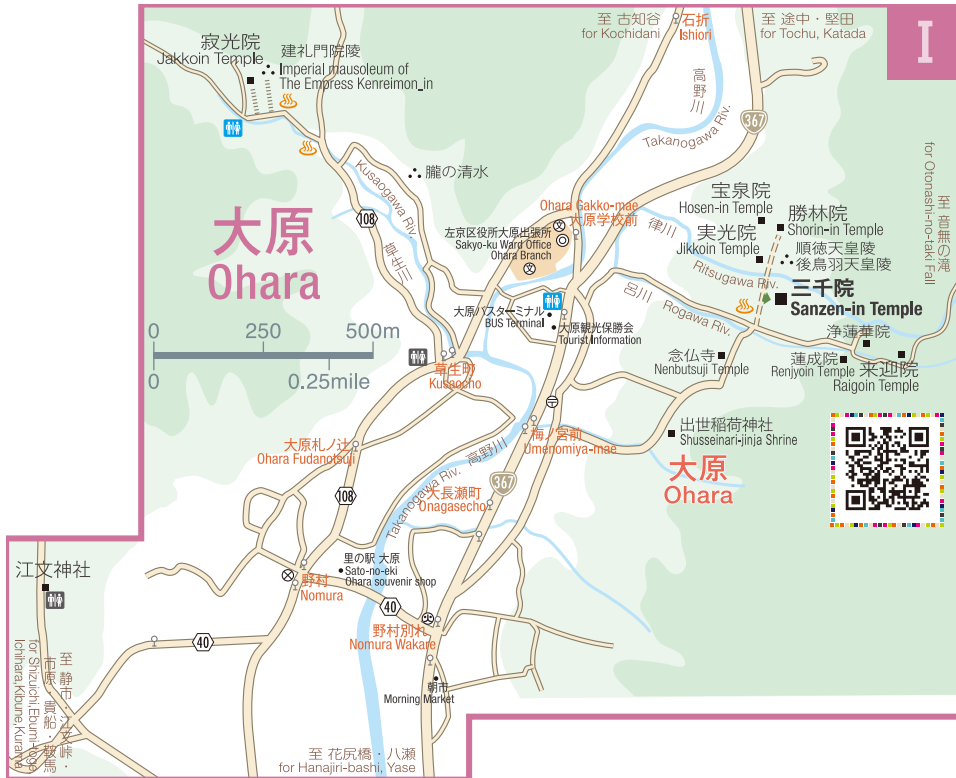 I
至 古知谷
for Kochidani
石折
Ishiori
至 途中・堅田
for Tochu, Katada
寂光院
Jakkoin Temple
建礼門院陵
Imperial mausoleum of
The Empress Kenreimon_in
高野川
Takanogawa Riv.
367
朧の清水
Kusaogawa Riv.
草生川
108
大原
Ohara
Ohara Gakko-mae
大原学校前
左京区役所大原出張所
Sakyo-ku Ward Office
Ohara Branch
文
文
律川
Ritsugawa Riv.
宝泉院
Hosen-in Temple
勝林院
Shorin-in Temple
実光院
Jikkoin Temple
順徳天皇陵
後鳥羽天皇陵
三千院
Sanzen-in Temple
至 音無の滝
for Otonashi-no-taki Fall
呂川
Rogawa Riv.
0 250 500m
0 0.25mile
大原バスターミナル
BUS Terminal
大原観光保勝会
Tourist Information
浄蓮華院
念仏寺
Nenbutsuji Temple
蓮成院
Renjyoin Temple
来迎院
Raigoin Temple
草生町
Kusaocho
出世稲荷神社
Shusseinari-jinja Shrine
大原
Ohara
大原札ノ辻
Ohara Fudanotsuji
梅ノ宮前
Umenomiya-mae
Takanogawa Riv. 高野川
108
大長瀬町
Onagasecho
367
里の駅 大原
Sato-no-eki
Ohara souvenir shop
野村
Nomura
40
40
野村別れ
Nomura Wakare
朝市
Morning Market
江文神社
至 静市・江文峠・
市原・貴船・鞍馬
for Shizuichi,Ebumi-toge
Ichihara,Kibune,Kurama
至 花尻橋・八瀬
for Hanajiri-bashi, Yase